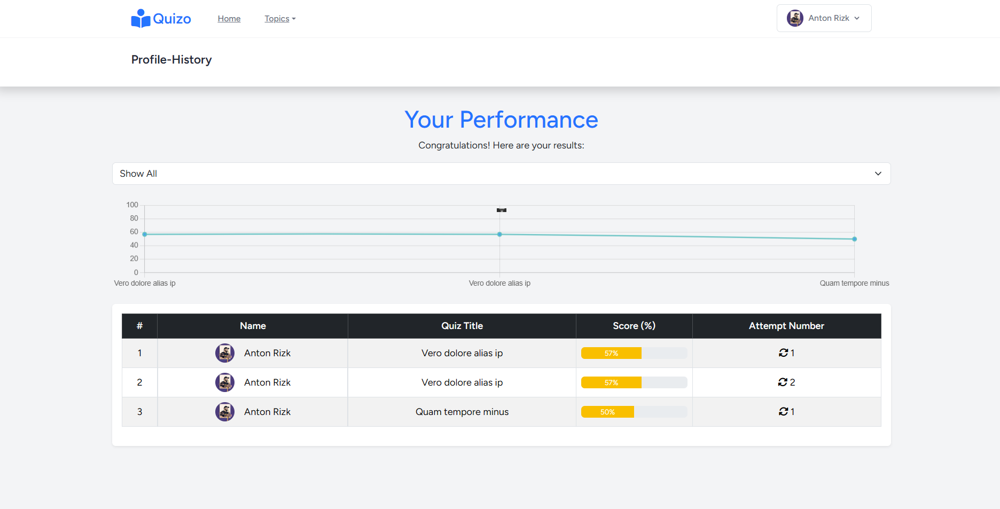 Quizo Home Topics Anton Rizk
Profile-History
Your Performance
Congratulations! Here are your results:
Show All
100
80
60
40
20
0
Vero dolore alias ip Vero dolore alias ip Quam tempore minus
# Name Quiz Title Score (%) Attempt Number
1 Anton Rizk Vero dolore alias ip 57% 1
2 Anton Rizk Vero dolore alias ip 57% 2
3 Anton Rizk Quam tempore minus 50% 1